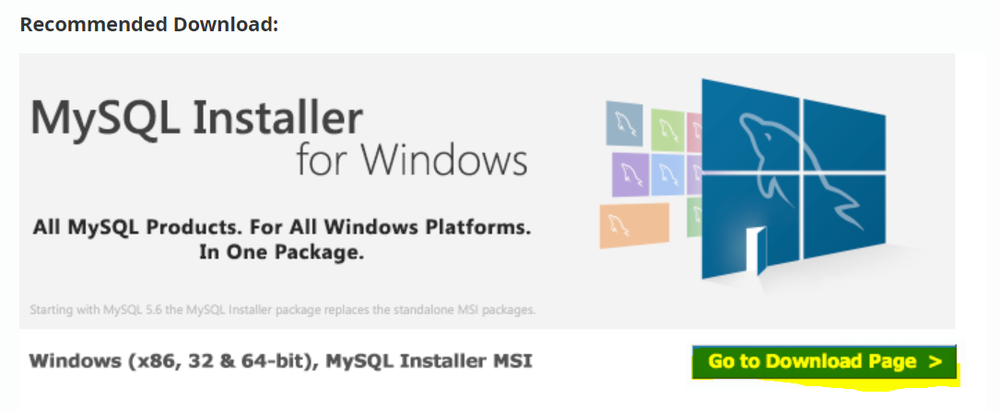 Recommended Download:
MySQL Installer
for Windows
All MySQL Products. For All Windows Platforms.
In One Package.
Starting with MySQL 5.6 the MySQL Installer package replaces the standalone MSI packages.
Windows (x86, 32 & 64-bit), MySQL Installer MSI
Go to Download Page >